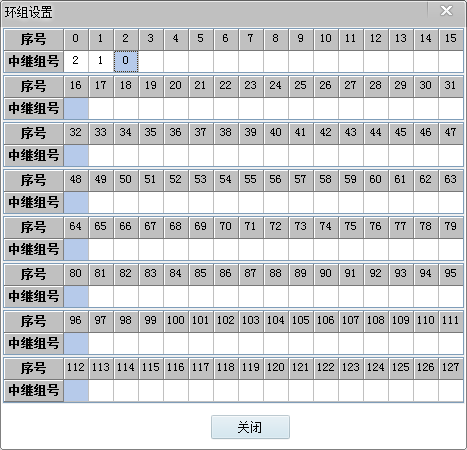 环组设置
序号 0 1 2 3 4 5 6 7 8 9 10 11 12 13 14 15
中继组号 2 1 0
序号 16 17 18 19 20 21 22 23 24 25 26 27 28 29 30 31
中继组号
序号 32 33 34 35 36 37 38 39 40 41 42 43 44 45 46 47
中继组号
序号 48 49 50 51 52 53 54 55 56 57 58 59 60 61 62 63
中继组号
序号 64 65 66 67 68 69 70 71 72 73 74 75 76 77 78 79
中继组号
序号 80 81 82 83 84 85 86 87 88 89 90 91 92 93 94 95
中继组号
序号 96 97 98 99 100 101 102 103 104 105 106 107 108 109 110 111
中继组号
序号 112 113 114 115 116 117 118 119 120 121 122 123 124 125 126 127
中继组号
关闭